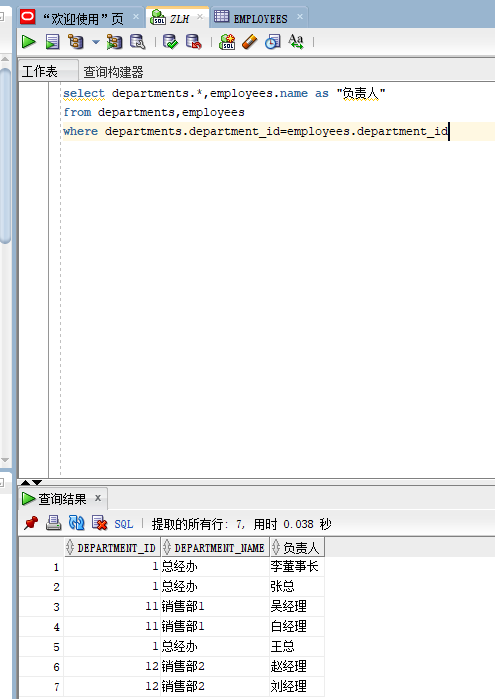 “欢迎使用”页 ZLH EMPLOYEES
工作表 查询构建器
select departments.*,employees.name as "负责人"
from departments,employees
where departments.department_id=employees.department_id
查询结果 x
SQL | 提取的所有行: 7, 用时 0.038 秒
DEPARTMENT_ID DEPARTMENT_NAME 负责人
1 1 总经办 李董事长
2 1 总经办 张总
3 11 销售部1 吴经理
4 11 销售部1 白经理
5 1 总经办 王总
6 12 销售部2 赵经理
7 12 销售部2 刘经理